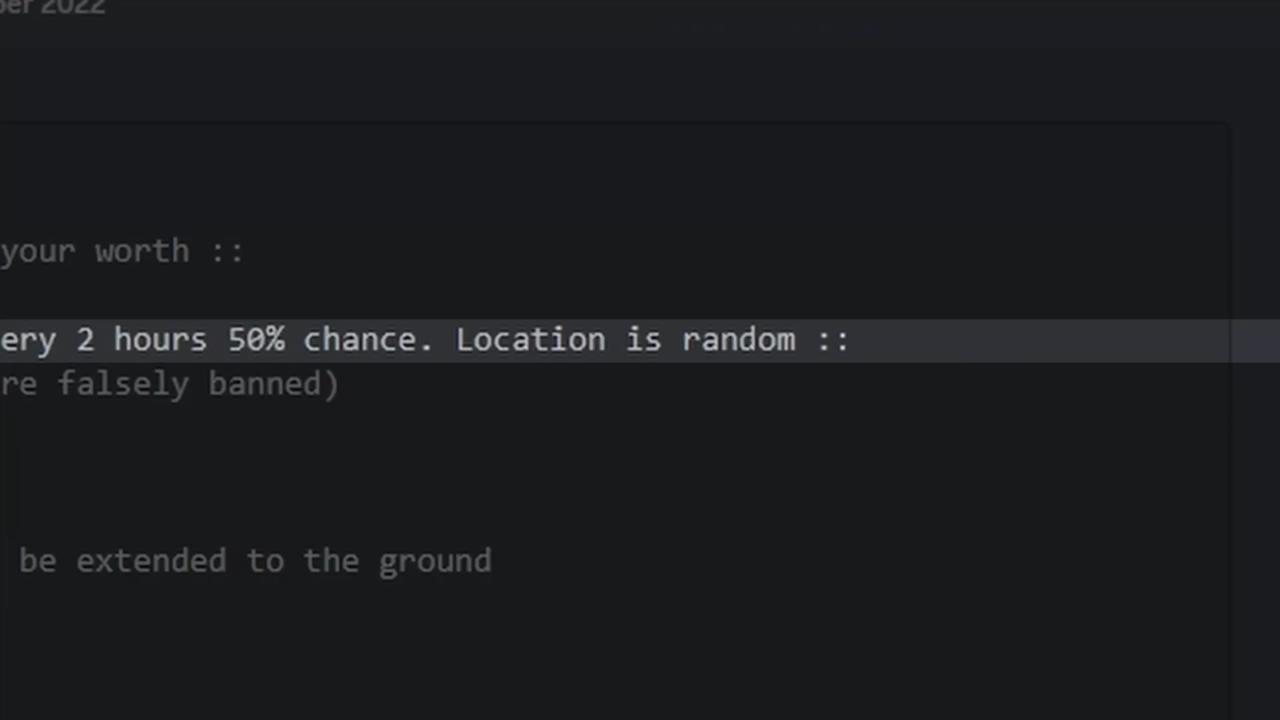 2022
your worth ::
ery 2 hours 50% chance. Location is random ::
re falsely banned)
be extended to the ground